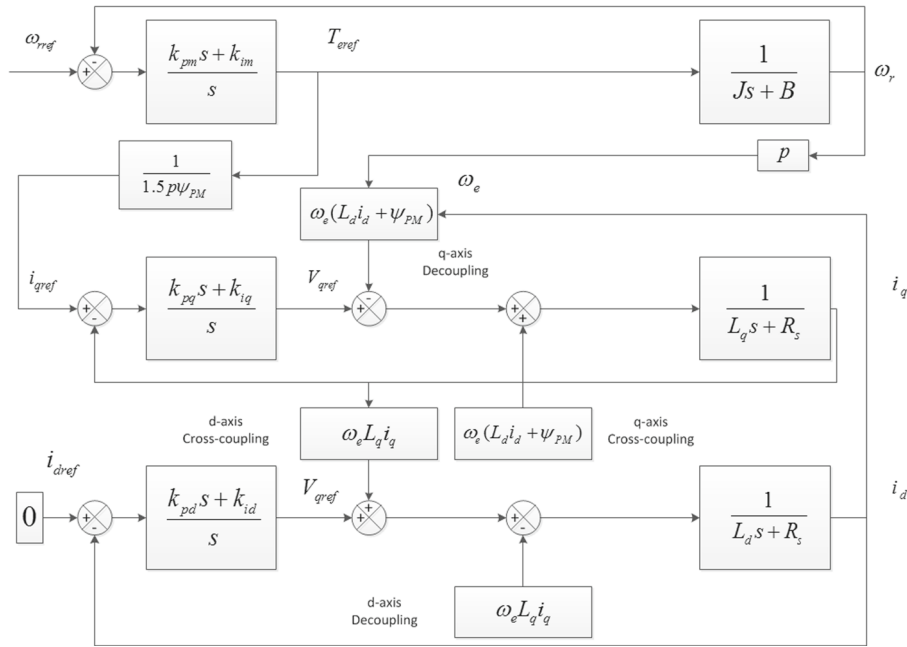 ω_rref
+ -
(k_pm s + k_im) / s
T_eref
1 / (Js + B)
ω_r
p
1 / (1.5pψ_PM)
ω_e
ω_e(L_d i_d + ψ_PM)
q-axis
Decoupling
i_qref
+ -
(k_pq s + k_iq) / s
V_qref
+ -
+ +
1 / (L_q s + R_s)
i_q
d-axis
Cross-coupling
ω_e L_q i_q
ω_e(L_d i_d + ψ_PM)
q-axis
Cross-coupling
i_dref
0
+ -
(k_pd s + k_id) / s
V_qref
+ +
+ -
1 / (L_d s + R_s)
i_d
d-axis
Decoupling
ω_e L_q i_q